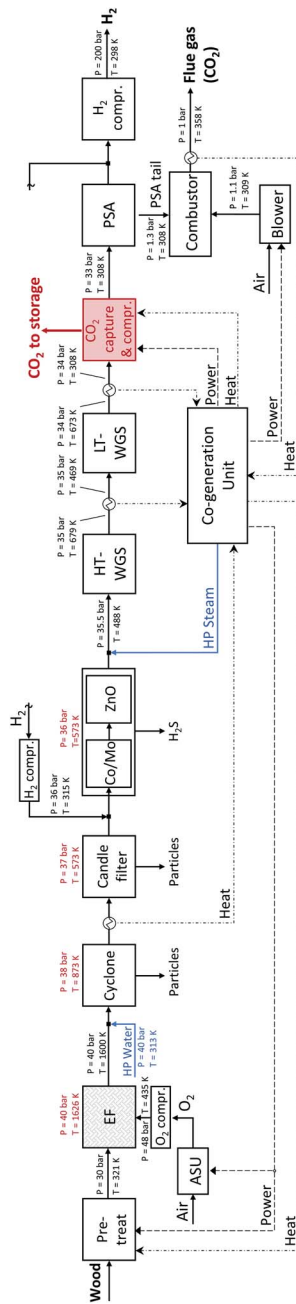 Wood
Pre-
treat
P = 30 bar
T = 321 K
P = 40 bar
T = 1626 K
EF
P = 48 bar
T = 435 K
O2 compr.
O2
Air
ASU
P = 40 bar
T = 1600 K
HP Water
P = 40 bar
T = 313 K
P = 38 bar
T = 873 K
Cyclone
Particles
P = 37 bar
T = 573 K
Candle
filter
Particles
H2
H2 compr.
P = 36 bar
T = 315 K
P = 36 bar
T=573 K
Co/Mo
ZnO
H2S
P = 35.5 bar
T = 488 K
HP Steam
HT-
WGS
P = 35 bar
T = 679 K
P = 35 bar
T = 469 K
LT-
WGS
P = 34 bar
T = 673 K
P = 34 bar
T = 308 K
CO2 to storage
CO2
capture
& compr.
P = 33 bar
T = 308 K
PSA
H2
compr.
P = 200 bar
T = 298 K
H2
PSA tail
P = 1.3 bar
T = 308 K
Combustor
P = 1 bar
T = 358 K
Flue gas
(CO2)
P = 1.1 bar
T = 309 K
Air
Blower
Co-generation
Unit
Power
Heat
Power
Heat
Heat
Power
Heat